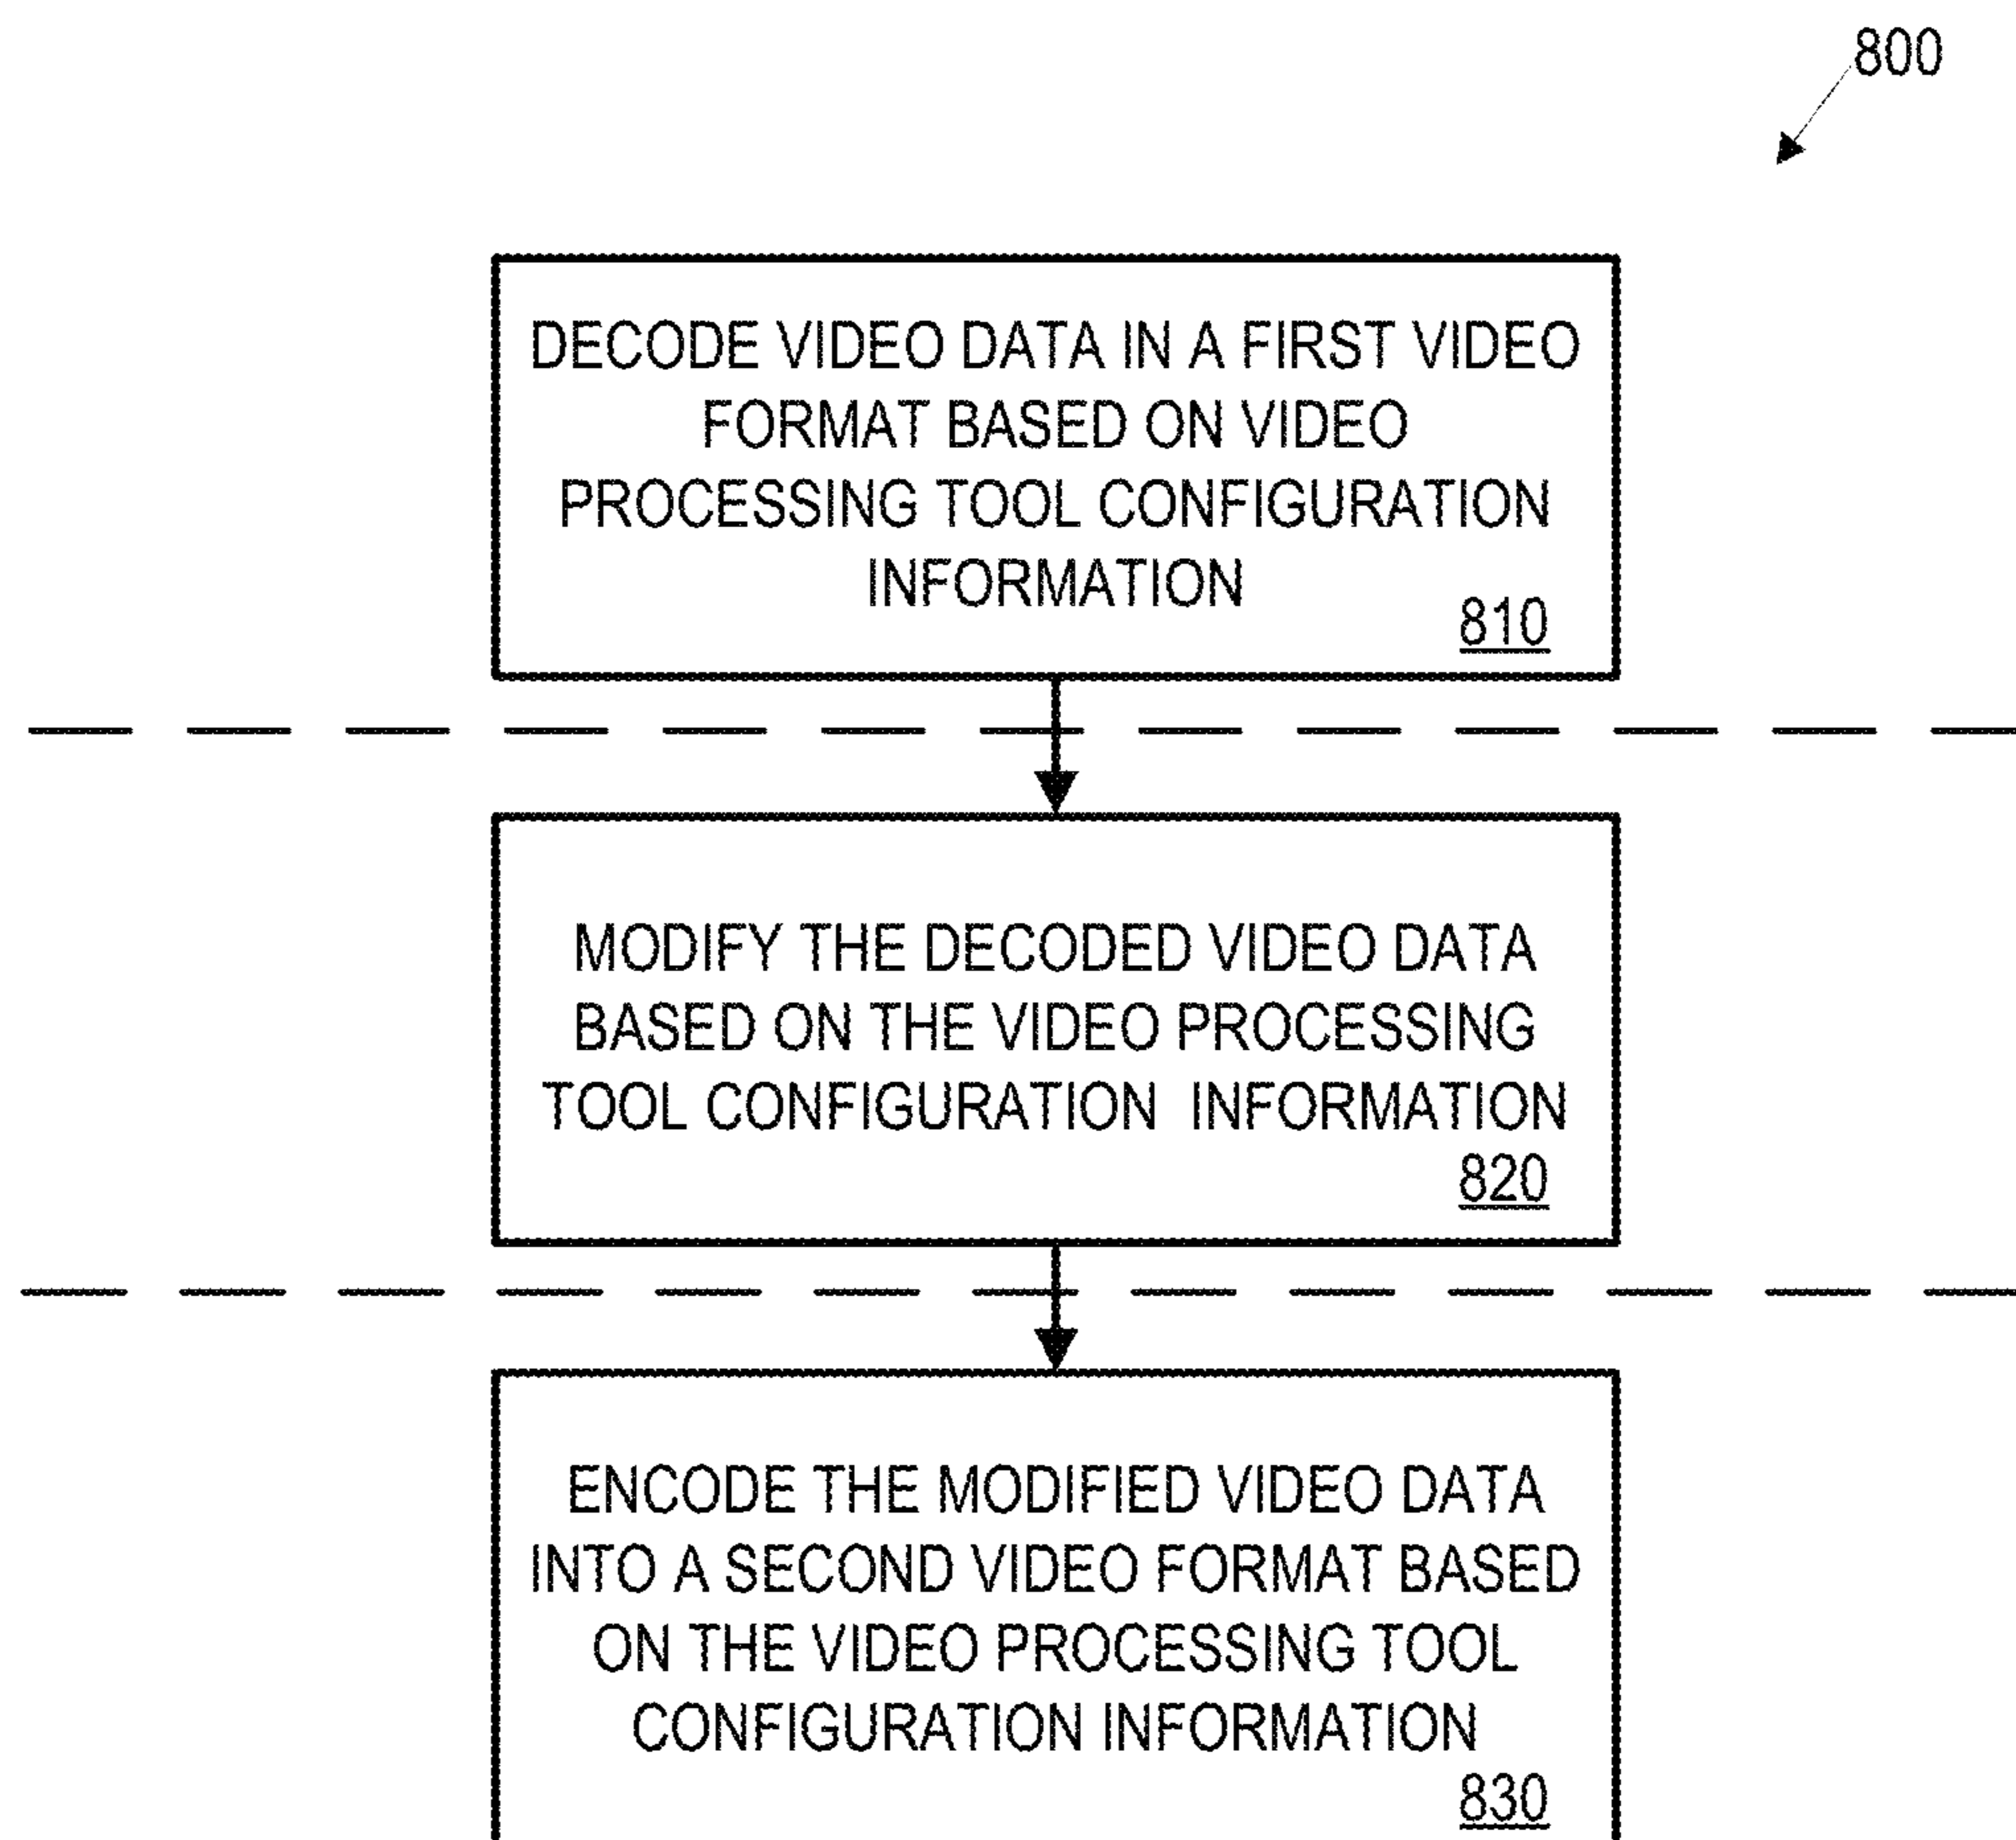 800
DECODE VIDEO DATA IN A FIRST VIDEO
FORMAT BASED ON VIDEO
PROCESSING TOOL CONFIGURATION
INFORMATION
810
MODIFY THE DECODED VIDEO DATA
BASED ON THE VIDEO PROCESSING
TOOL CONFIGURATION INFORMATION
820
ENCODE THE MODIFIED VIDEO DATA
INTO A SECOND VIDEO FORMAT BASED
ON THE VIDEO PROCESSING TOOL
CONFIGURATION INFORMATION
830